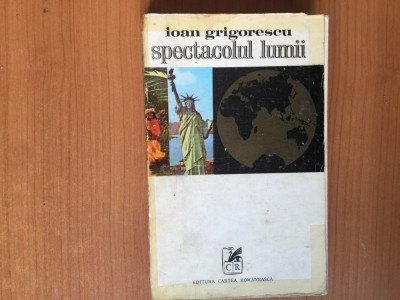 ioan grigorescu
spectacolul lumii
CR
EDITURA CARTEA ROMÂNEASCĂ